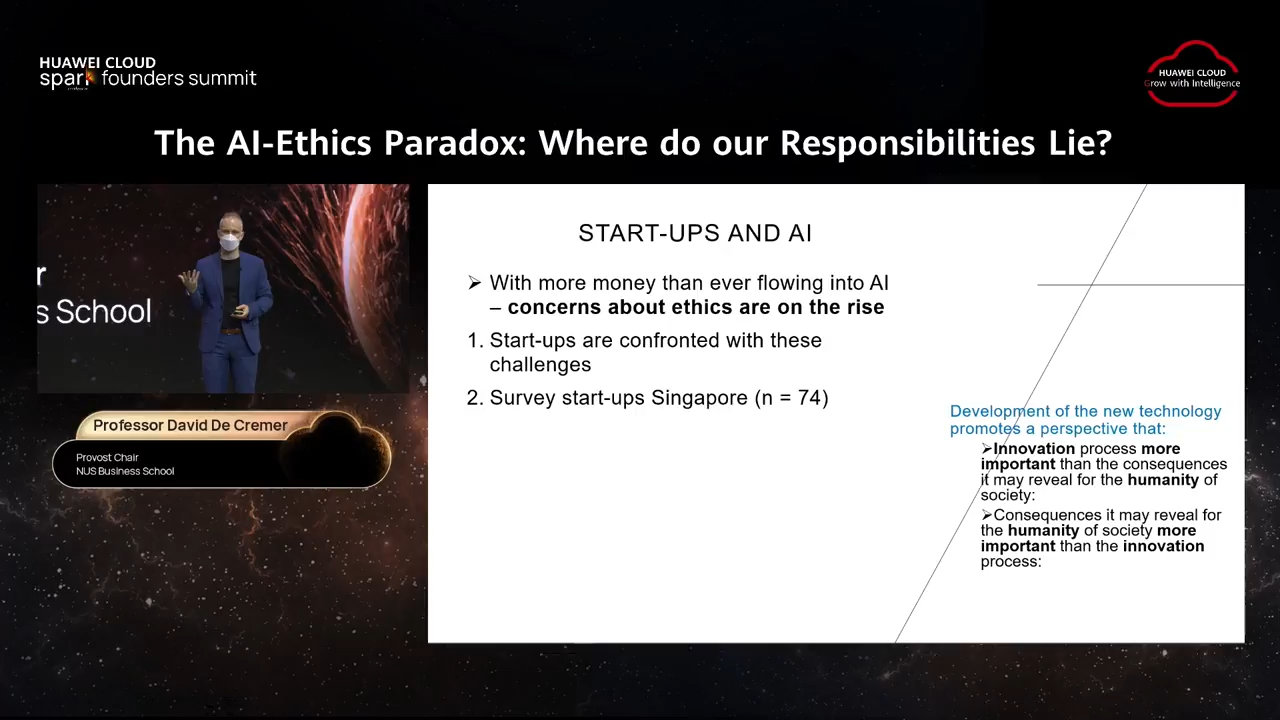 HUAWEI CLOUD
spark founders summit
HUAWEI CLOUD
Grow with Intelligence
The AI-Ethics Paradox: Where do our Responsibilities Lie?
r
s School
Professor David De Cremer
Provost Chair
NUS Business School
START-UPS AND AI
➢ With more money than ever flowing into AI
– concerns about ethics are on the rise
1. Start-ups are confronted with these
challenges
2. Survey start-ups Singapore (n = 74)
Development of the new technology
promotes a perspective that:
➢Innovation process more
important than the consequences
it may reveal for the humanity of
society:
➢Consequences it may reveal for
the humanity of society more
important than the innovation
process: